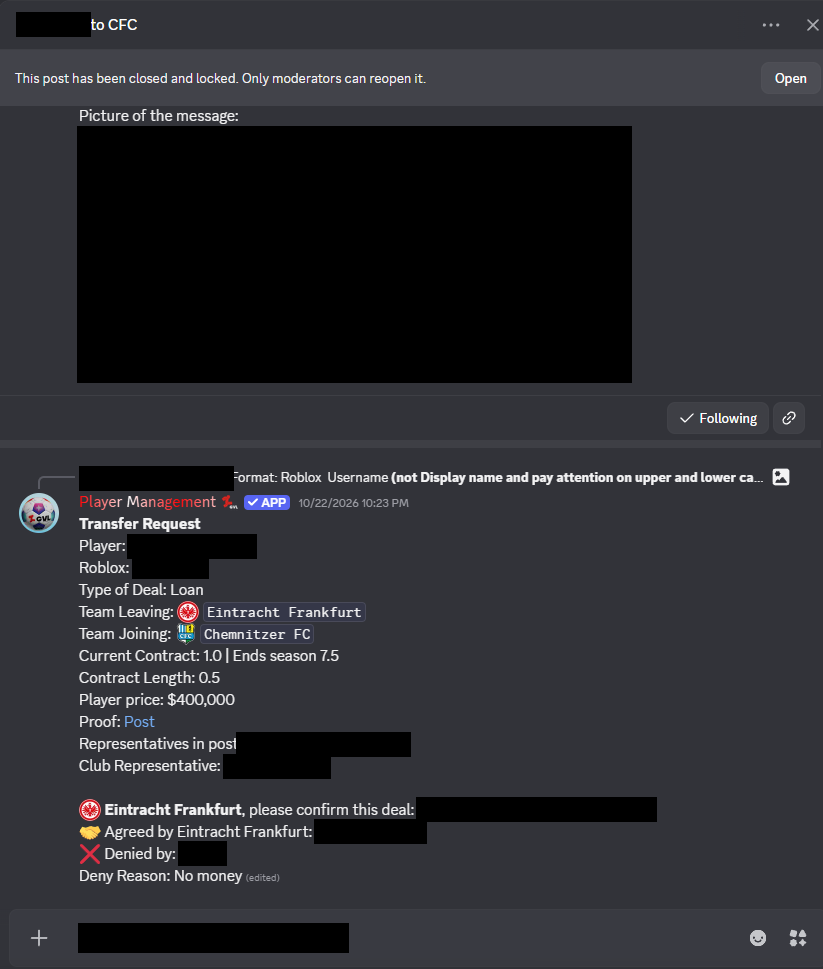 to CFC
This post has been closed and locked. Only moderators can reopen it.
Open
Picture of the message:
Following
Format: Roblox Username (not Display name and pay attention on upper and lower ca...
Player Management APP 10/22/2026 10:23 PM
Transfer Request
Player:
Roblox:
Type of Deal: Loan
Team Leaving: Eintracht Frankfurt
Team Joining: CFC Chemnitzer FC
Current Contract: 1.0 | Ends season 7.5
Contract Length: 0.5
Player price: $400,000
Proof: Post
Representatives in post
Club Representative:
Eintracht Frankfurt, please confirm this deal:
Agreed by Eintracht Frankfurt:
Denied by:
Deny Reason: No money (edited)